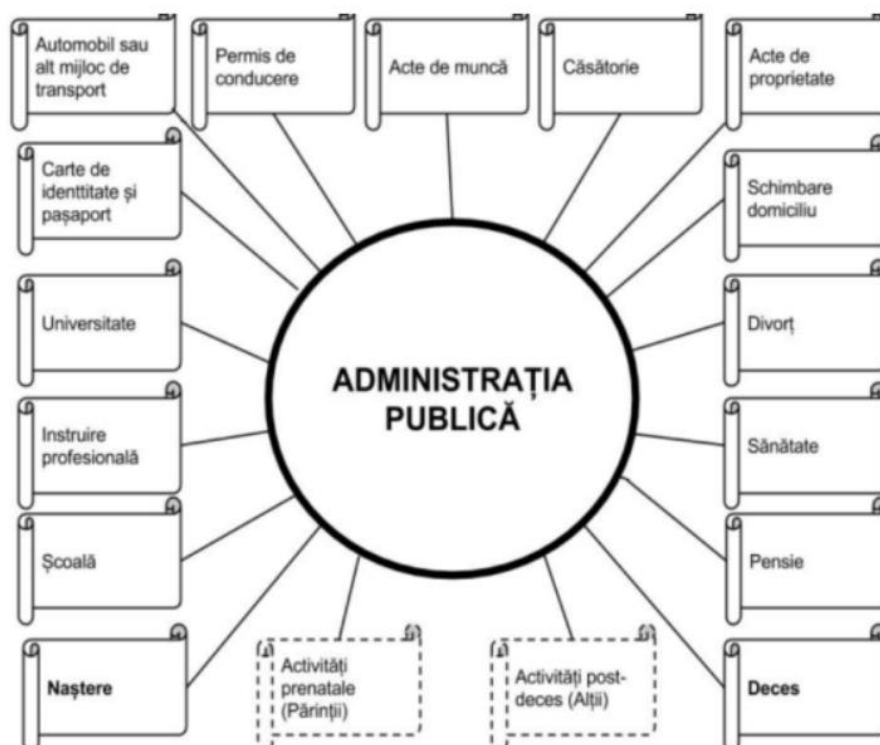 Automobil sau
alt mijloc de
transport
Permis de
conducere
Acte de muncă
Căsătorie
Acte de
proprietate
Carte de
identtitate și
pașaport
Schimbare
domiciliu
Universitate
Divorț
ADMINISTRAȚIA
PUBLICĂ
Instruire
profesională
Sănătate
Școală
Pensie
Naștere
Activități
prenatale
(Părinții)
Activități post-
deces (Alții)
Deces